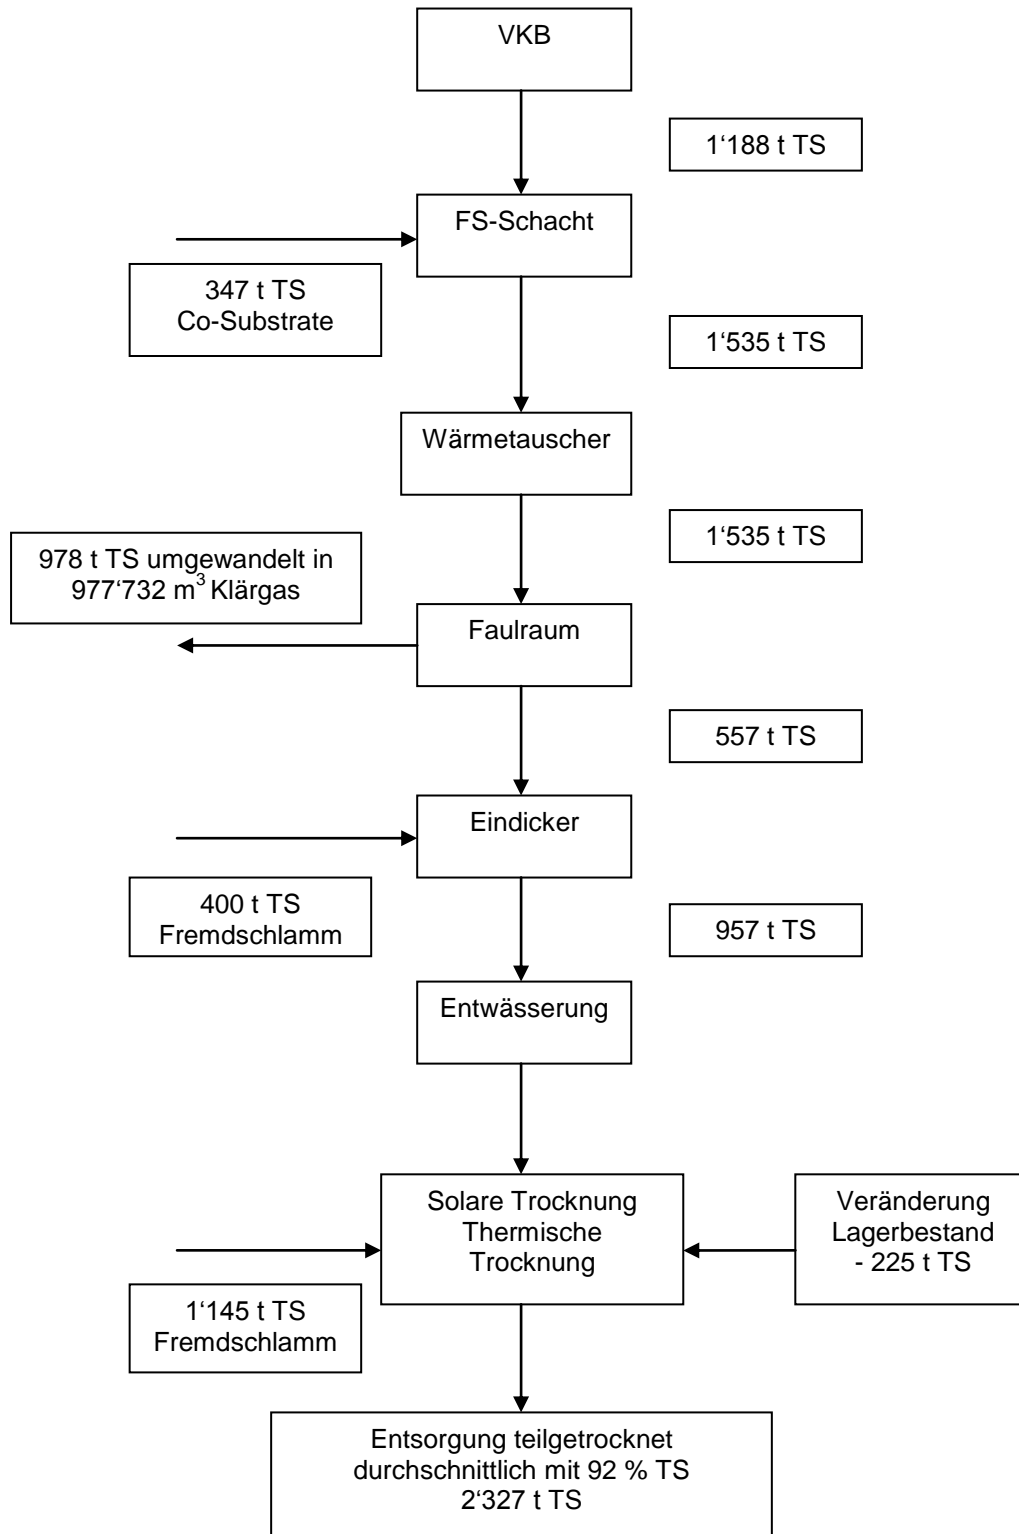 VKB
1‘188 t TS
FS-Schacht
347 t TS
Co-Substrate
1‘535 t TS
Wärmetauscher
1‘535 t TS
978 t TS umgewandelt in
977‘732 m³ Klärgas
Faulraum
557 t TS
Eindicker
400 t TS
Fremdschlamm
957 t TS
Entwässerung
Solare Trocknung
Thermische
Trocknung
Veränderung
Lagerbestand
- 225 t TS
1‘145 t TS
Fremdschlamm
Entsorgung teilgetrocknet
durchschnittlich mit 92 % TS
2‘327 t TS